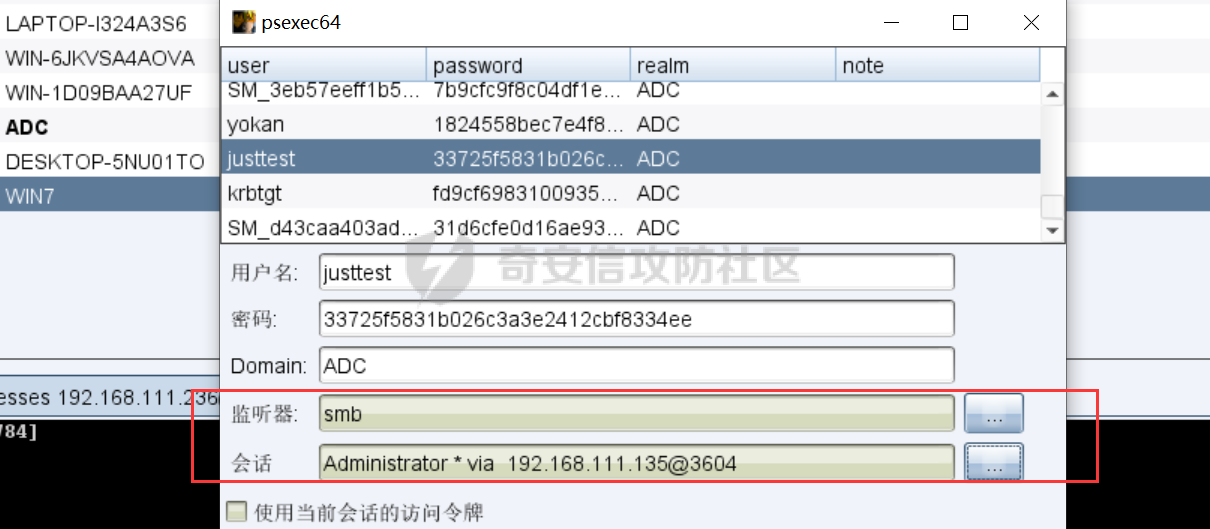 LAPTOP-I324A3S6
WIN-6JKVSA4AOVA
WIN-1D09BAA27UF
ADC
DESKTOP-5NU01TO
WIN7
psexec64
user password realm note
SM_3eb57eeff1b5... 7b9cfc9f8c04df1e... ADC
yokan 1824558bec7e4f8... ADC
justtest 33725f5831b026c... ADC
krbtgt fd9cf6983100935... ADC
SM_d43caa403ad... 31d6cfe0d16ae93... ADC
奇安信攻防社区
用户名: justtest
密码: 33725f5831b026c3a3e2412cbf8334ee
Domain: ADC
esses 192.168.111.236
监听器: smb ...
784]
会话 Administrator * via 192.168.111.135@3604 ...
使用当前会话的访问令牌